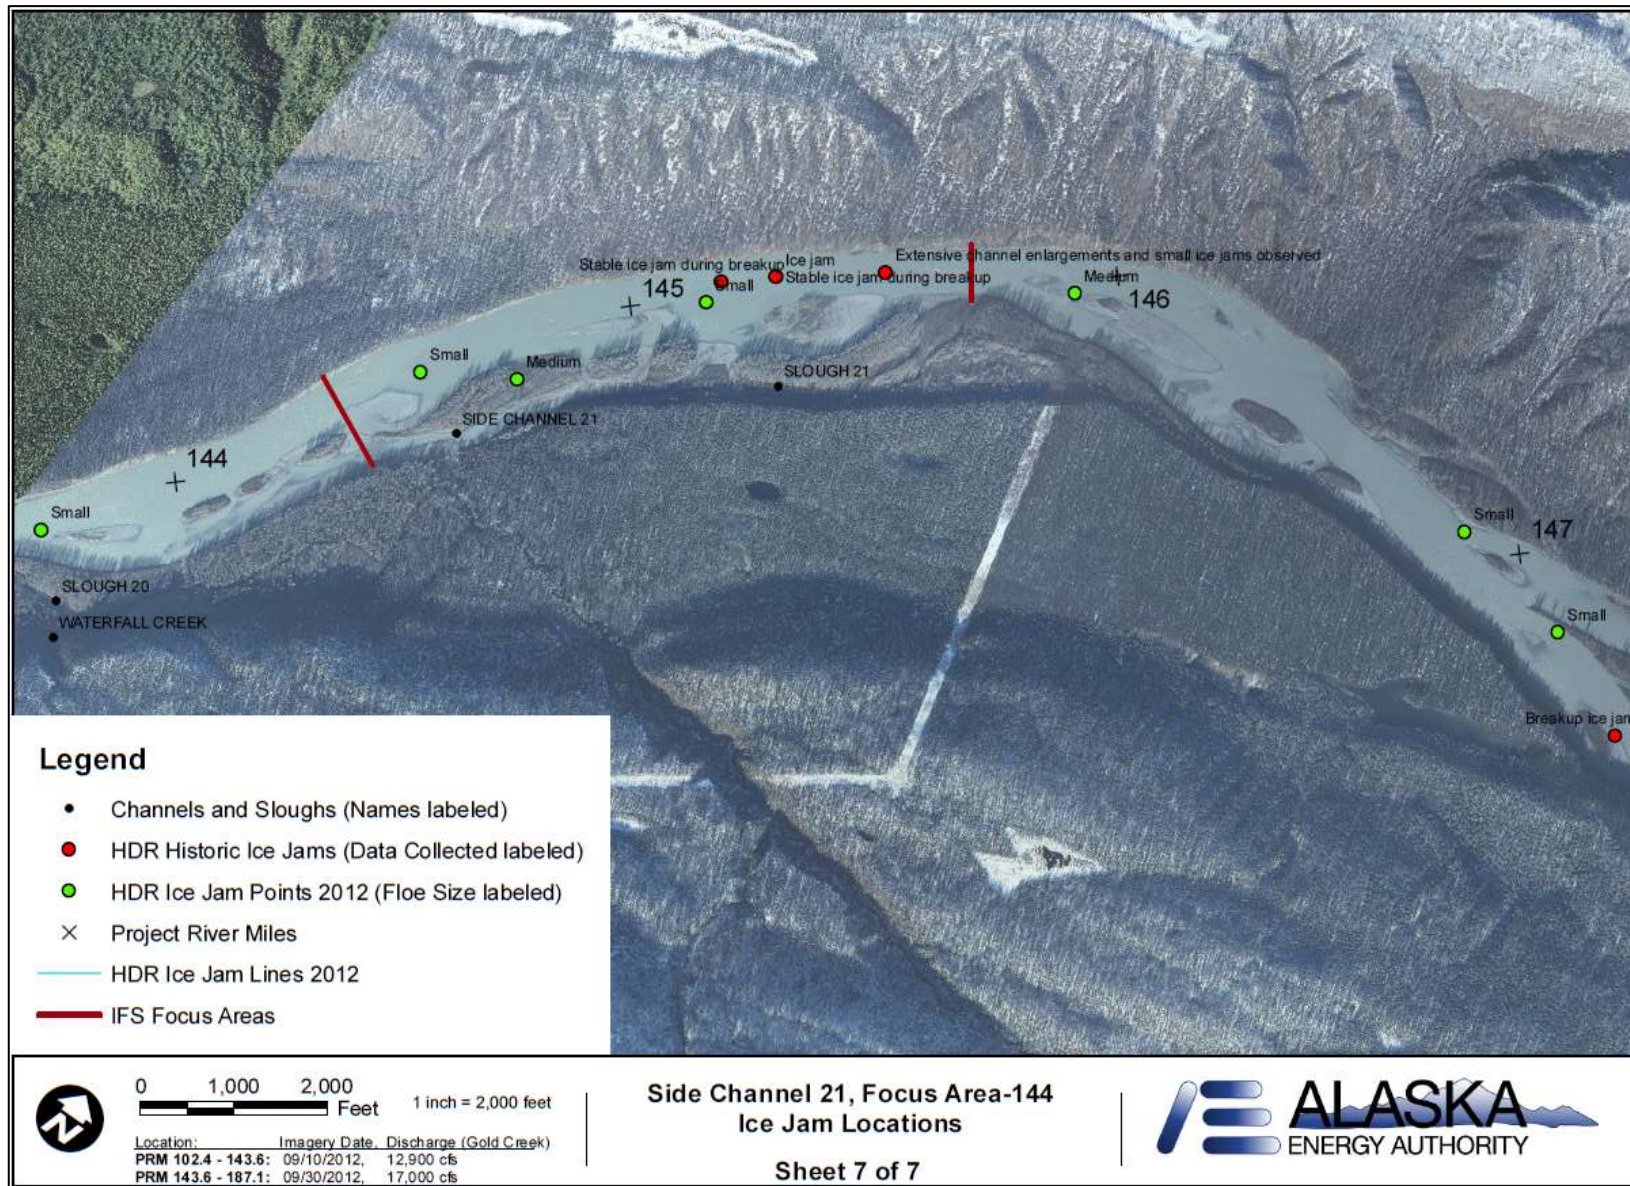 Stable ice jam during breakup
Ice jam
Stable ice jam during breakup
Extensive channel enlargements and small ice jams observed
Small
Medium
145
146
Small
Medium
SLOUGH 21
SIDE CHANNEL 21
144
Small
Small
147
SLOUGH 20
WATERFALL CREEK
Small
Breakup ice jam
Legend
Channels and Sloughs (Names labeled)
HDR Historic Ice Jams (Data Collected labeled)
HDR Ice Jam Points 2012 (Floe Size labeled)
Project River Miles
HDR Ice Jam Lines 2012
IFS Focus Areas
N
0 1,000 2,000
Feet
1 inch = 2,000 feet
Location: Imagery Date, Discharge (Gold Creek)
PRM 102.4 - 143.6: 09/10/2012, 12,900 cfs
PRM 143.6 - 187.1: 09/30/2012, 17,000 cfs
Side Channel 21, Focus Area-144
Ice Jam Locations
Sheet 7 of 7
AE ALASKA
ENERGY AUTHORITY